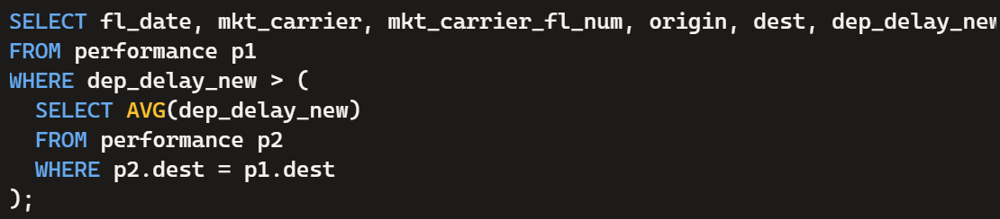 SELECT fl_date, mkt_carrier, mkt_carrier_fl_num, origin, dest, dep_delay_new
FROM performance p1
WHERE dep_delay_new > (
  SELECT AVG(dep_delay_new)
  FROM performance p2
  WHERE p2.dest = p1.dest
);